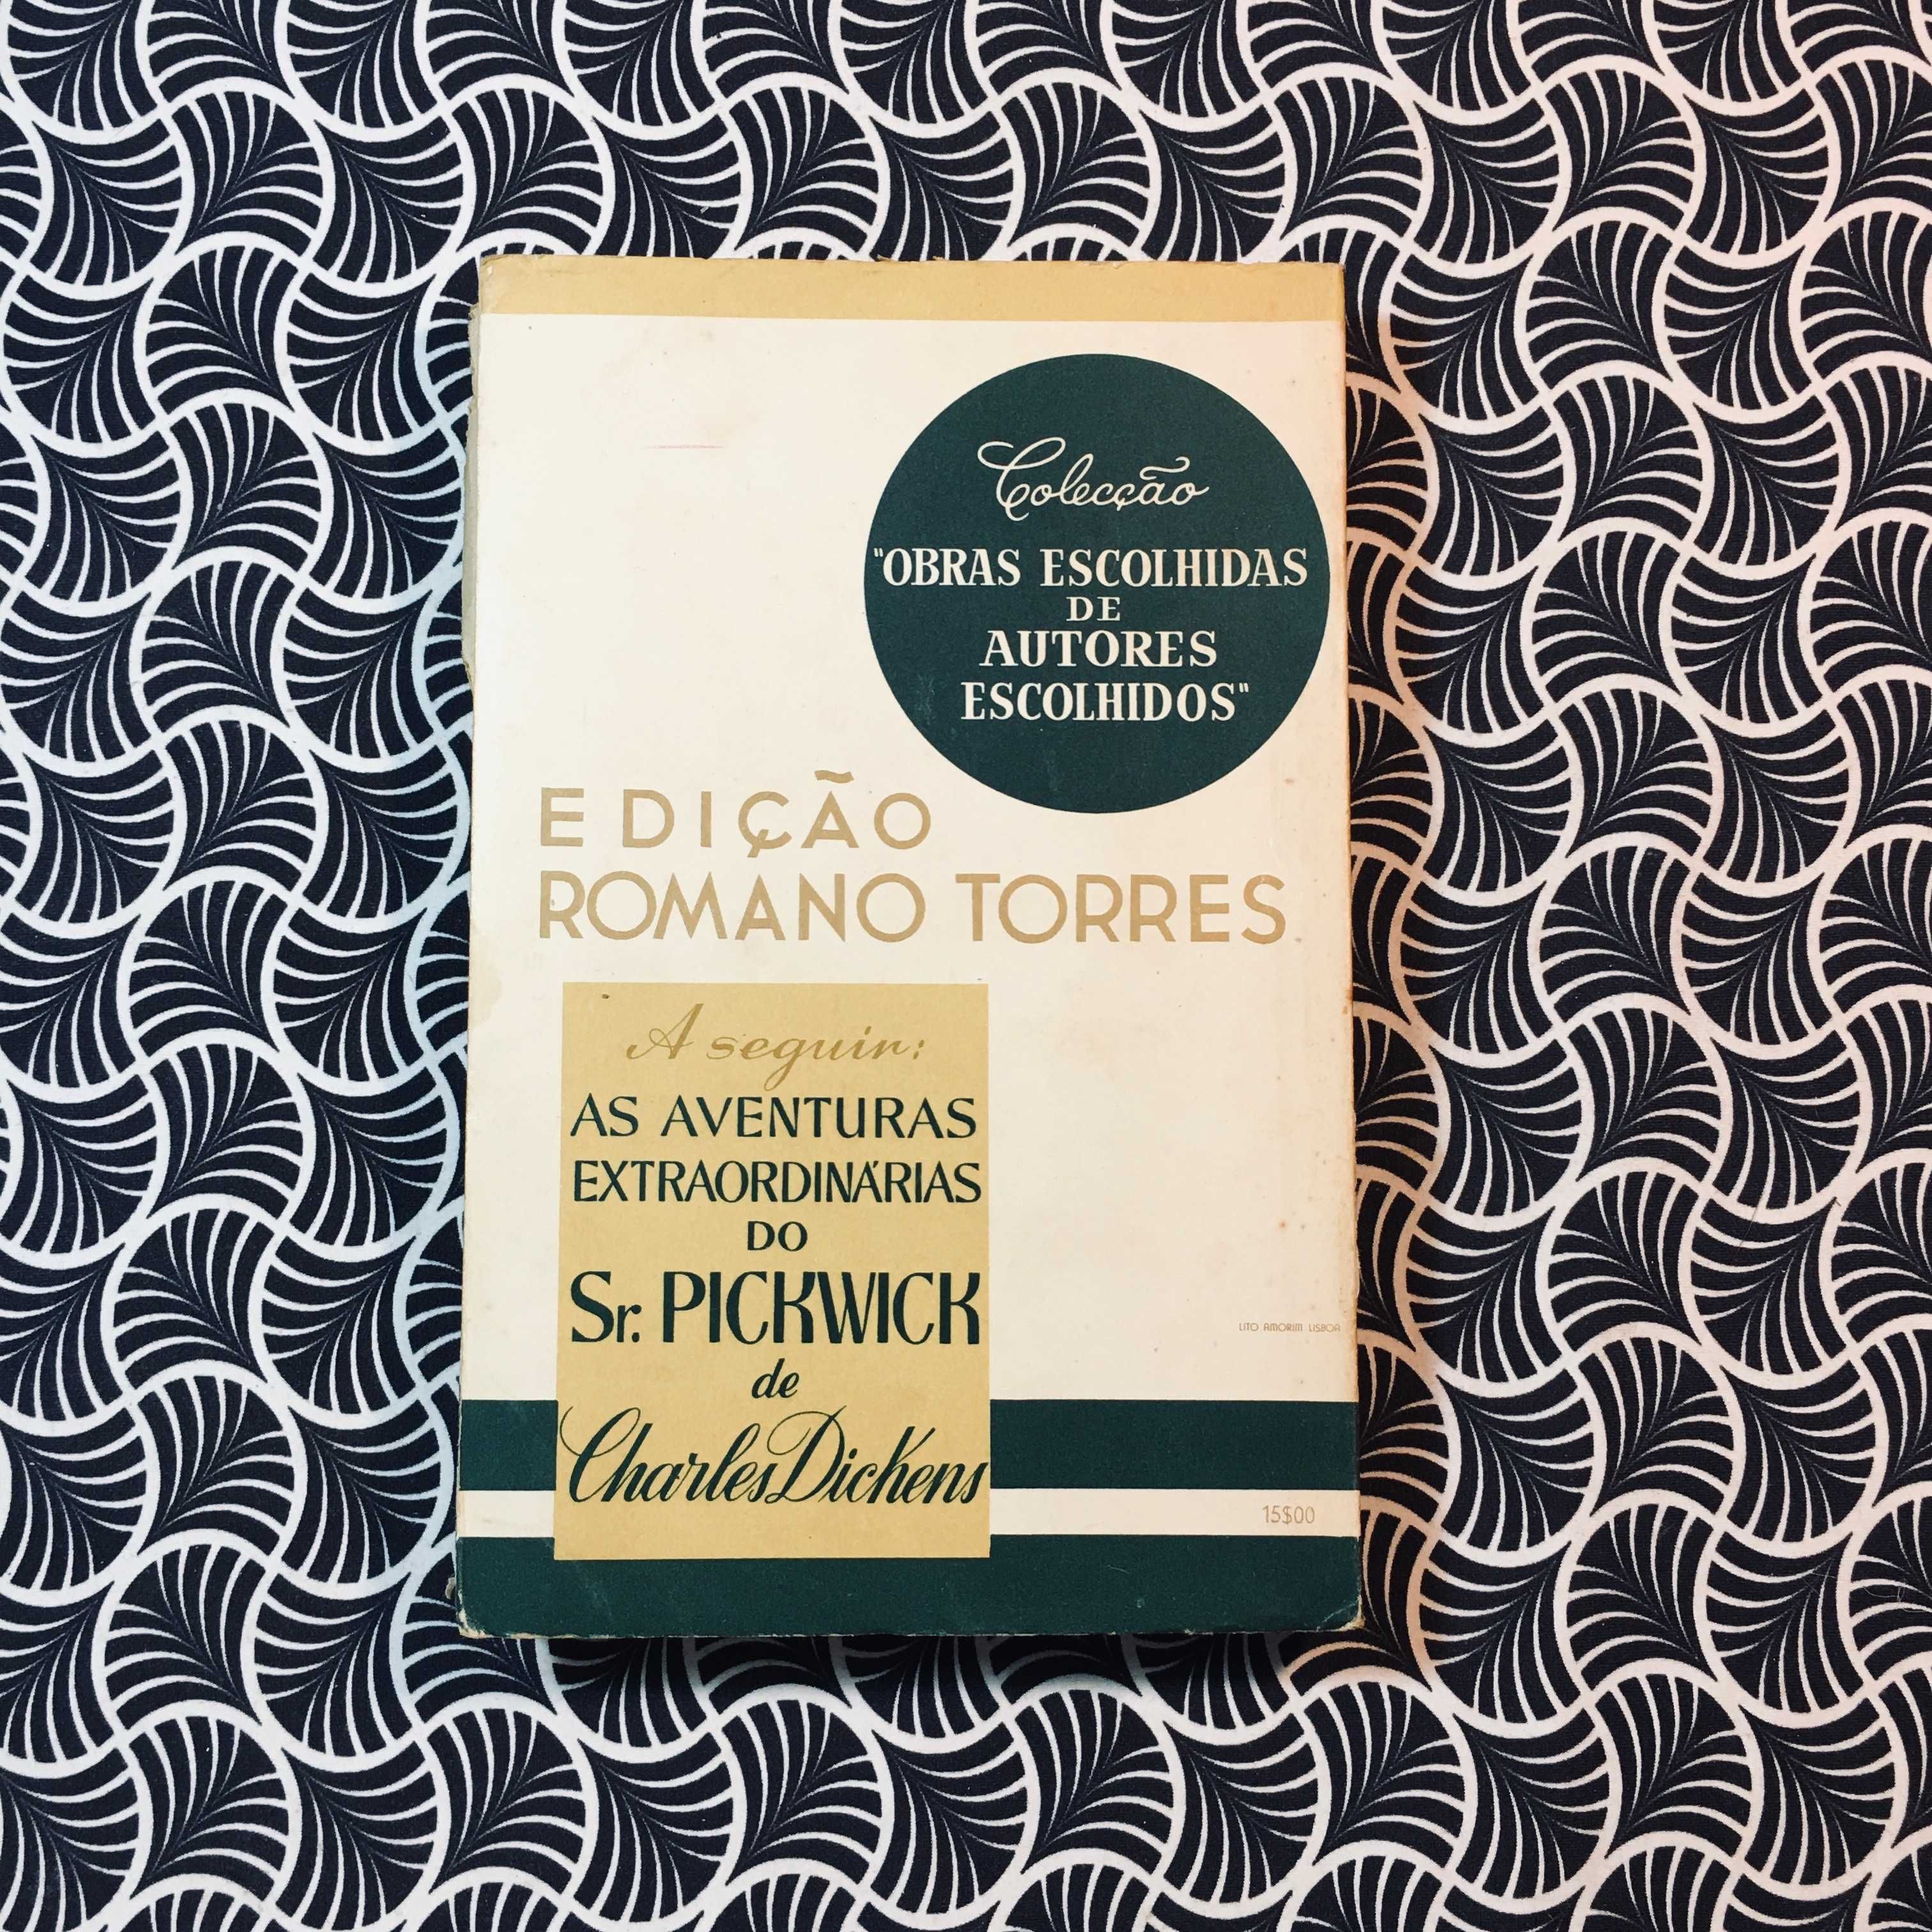 Colecção
"OBRAS ESCOLHIDAS
DE
AUTORES
ESCOLHIDOS"
EDIÇÃO
ROMANO TORRES
A seguir:
AS AVENTURAS
EXTRAORDINÁRIAS
DO
Sr. PICKWICK
de
Charles Dickens
LITO AMORIM LISBOA
15$00